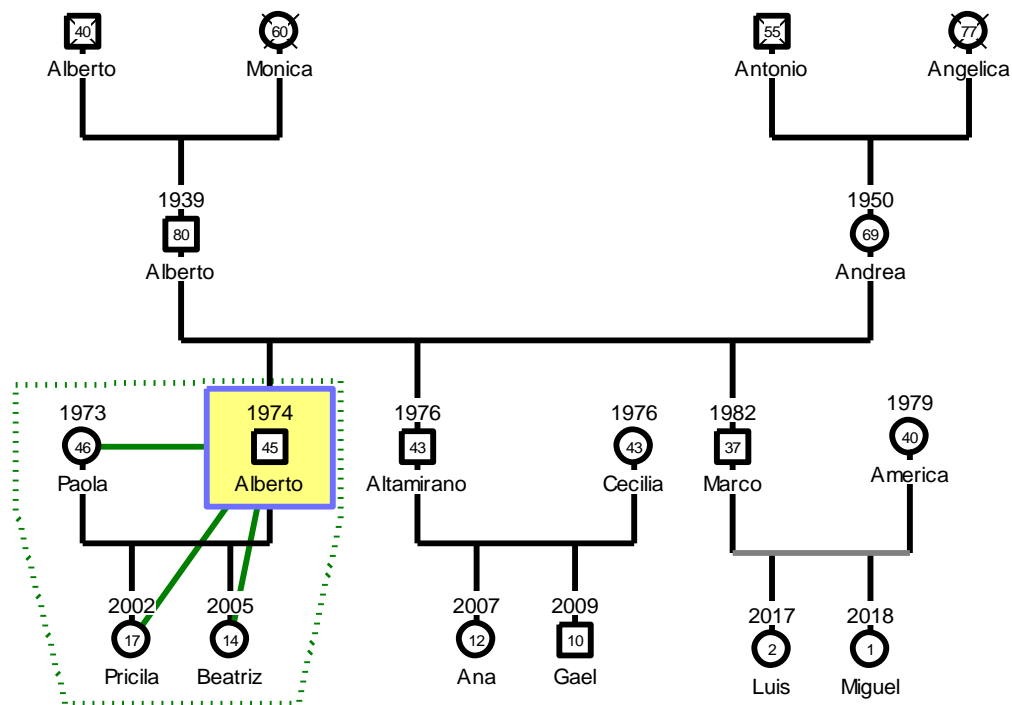 40 60 55 77
Alberto Monica Antonio Angelica
1939 1950
80 69
Alberto Andrea
1973 1974 1976 1976 1982 1979
46 45 43 43 37 40
Paola Alberto Altamirano Cecilia Marco America
2002 2005 2007 2009 2017 2018
17 14 12 10 2 1
Pricila Beatriz Ana Gael Luis Miguel